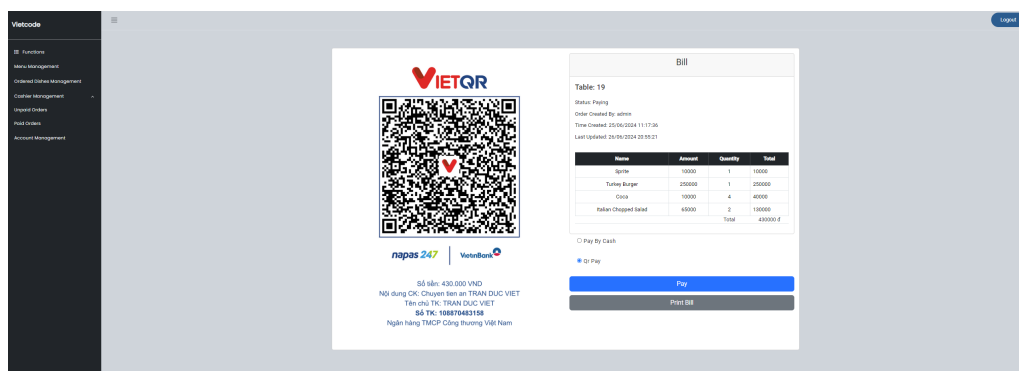 Vietcode
Logout
Functions
Menu Management
Ordered Dishes Management
Cashier Management
Unpaid Orders
Paid Orders
Account Management
VIETQR
napas 247
VietinBank
Số tiền: 430.000 VND
Nội dung CK: Chuyen tien an TRAN DUC VIET
Tên chủ TK: TRAN DUC VIET
Số TK: 108870483158
Ngân hàng TMCP Công thương Việt Nam
Bill
Table: 19
Status: Paying
Order Created By: admin
Time Created: 25/06/2024 11:17:36
Last Updated: 26/06/2024 20:55:21
Name Amount Quantity Total
Sprite 10000 1 10000
Turkey Burger 250000 1 250000
Coca 10000 4 40000
Italian Chopped Salad 65000 2 130000
Total 430000 đ
Pay By Cash
Qr Pay
Pay
Print Bill